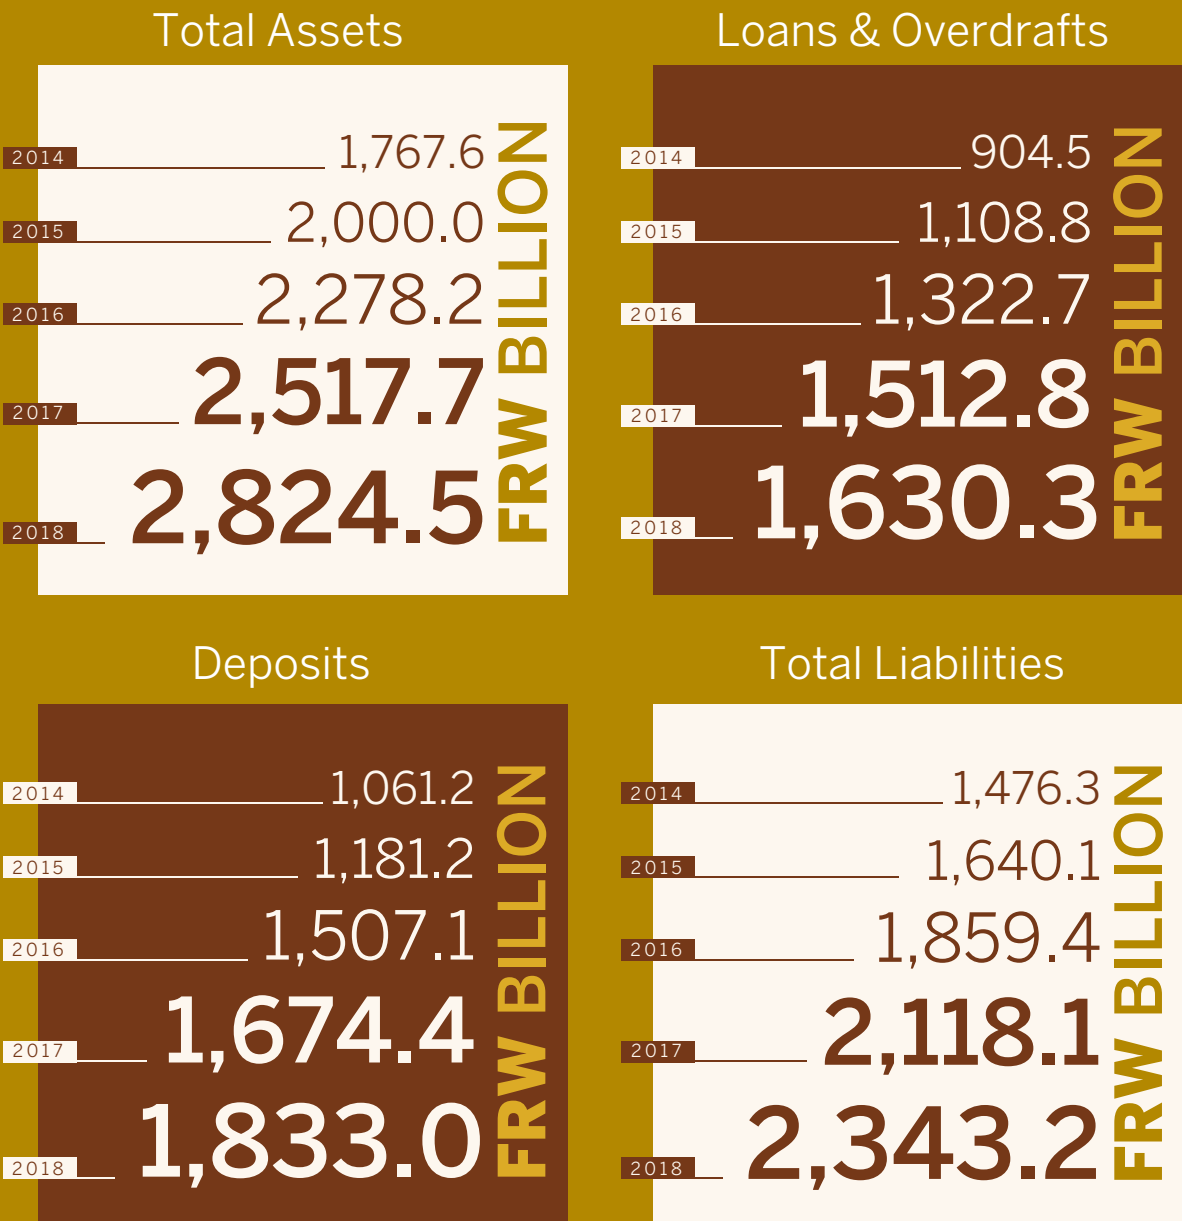 Total Assets
2014 1,767.6
2015 2,000.0
2016 2,278.2
2017 2,517.7
2018 2,824.5
FRW BILLION
Loans & Overdrafts
2014 904.5
2015 1,108.8
2016 1,322.7
2017 1,512.8
2018 1,630.3
FRW BILLION
Deposits
2014 1,061.2
2015 1,181.2
2016 1,507.1
2017 1,674.4
2018 1,833.0
FRW BILLION
Total Liabilities
2014 1,476.3
2015 1,640.1
2016 1,859.4
2017 2,118.1
2018 2,343.2
FRW BILLION